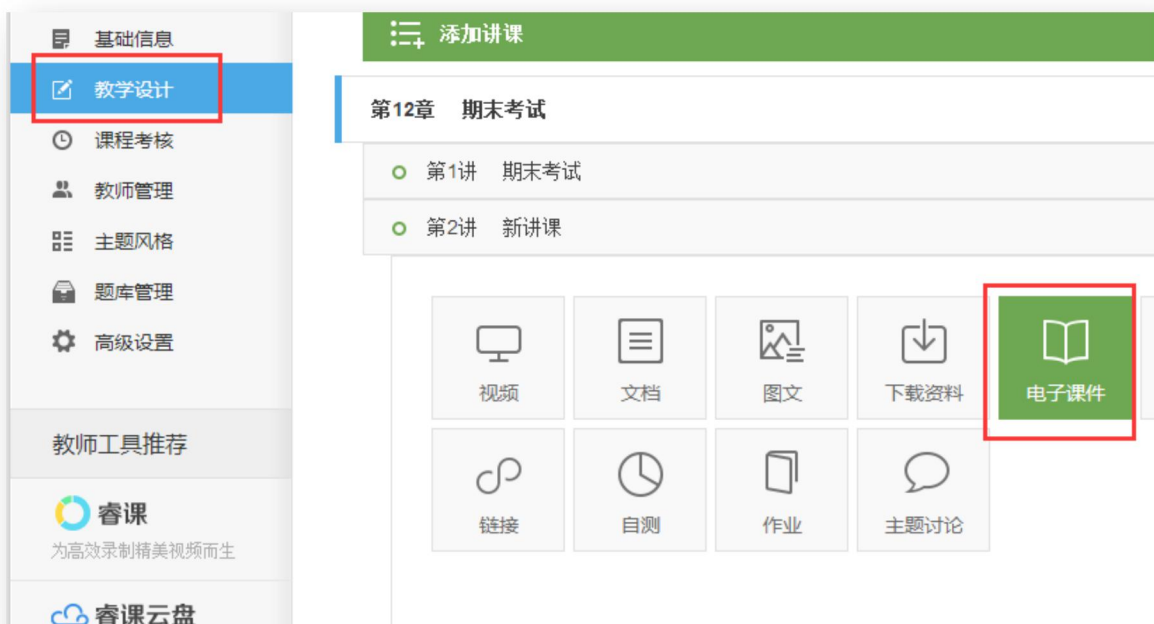 基础信息
教学设计
课程考核
教师管理
主题风格
题库管理
高级设置
教师工具推荐
睿课
为高效录制精美视频而生
睿课云盘
添加讲课
第12章 期末考试
第1讲 期末考试
第2讲 新讲课
视频 文档 图文 下载资料 电子课件
链接 自测 作业 主题讨论